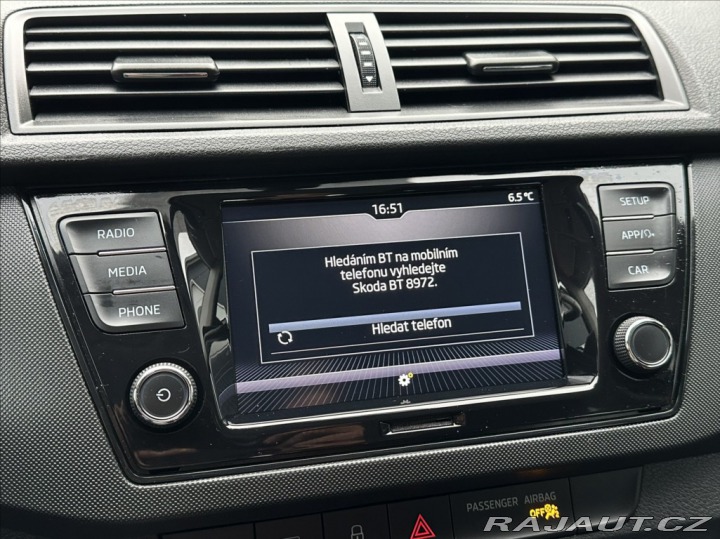 16:51
6.5 °C
RADIO
MEDIA
PHONE
Hledáním BT na mobilním
telefonu vyhledejte
Skoda BT 8972.
Hledat telefon
SETUP
APP/
CAR
PASSENGER AIRBAG
OFF
RAJAUT.CZ